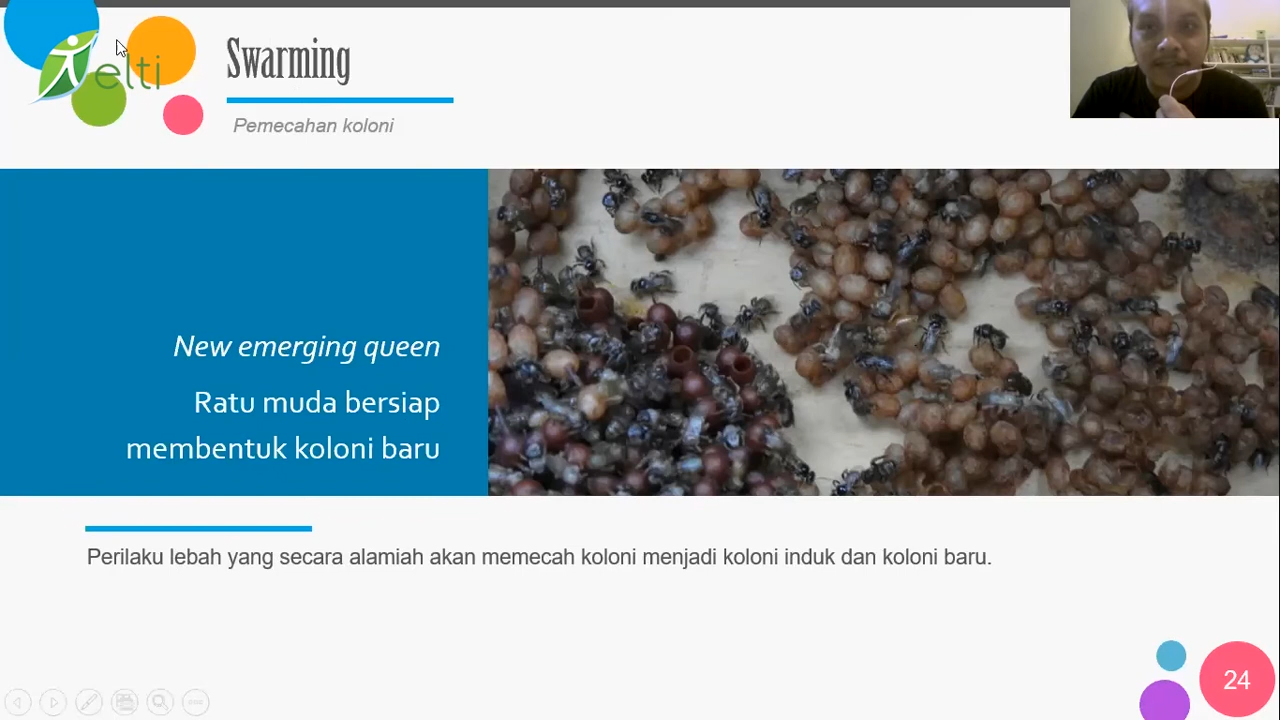 elti
Swarming
Pemecahan koloni
New emerging queen
Ratu muda bersiap
membentuk koloni baru
Perilaku lebah yang secara alamiah akan memecah koloni menjadi koloni induk dan koloni baru.
24